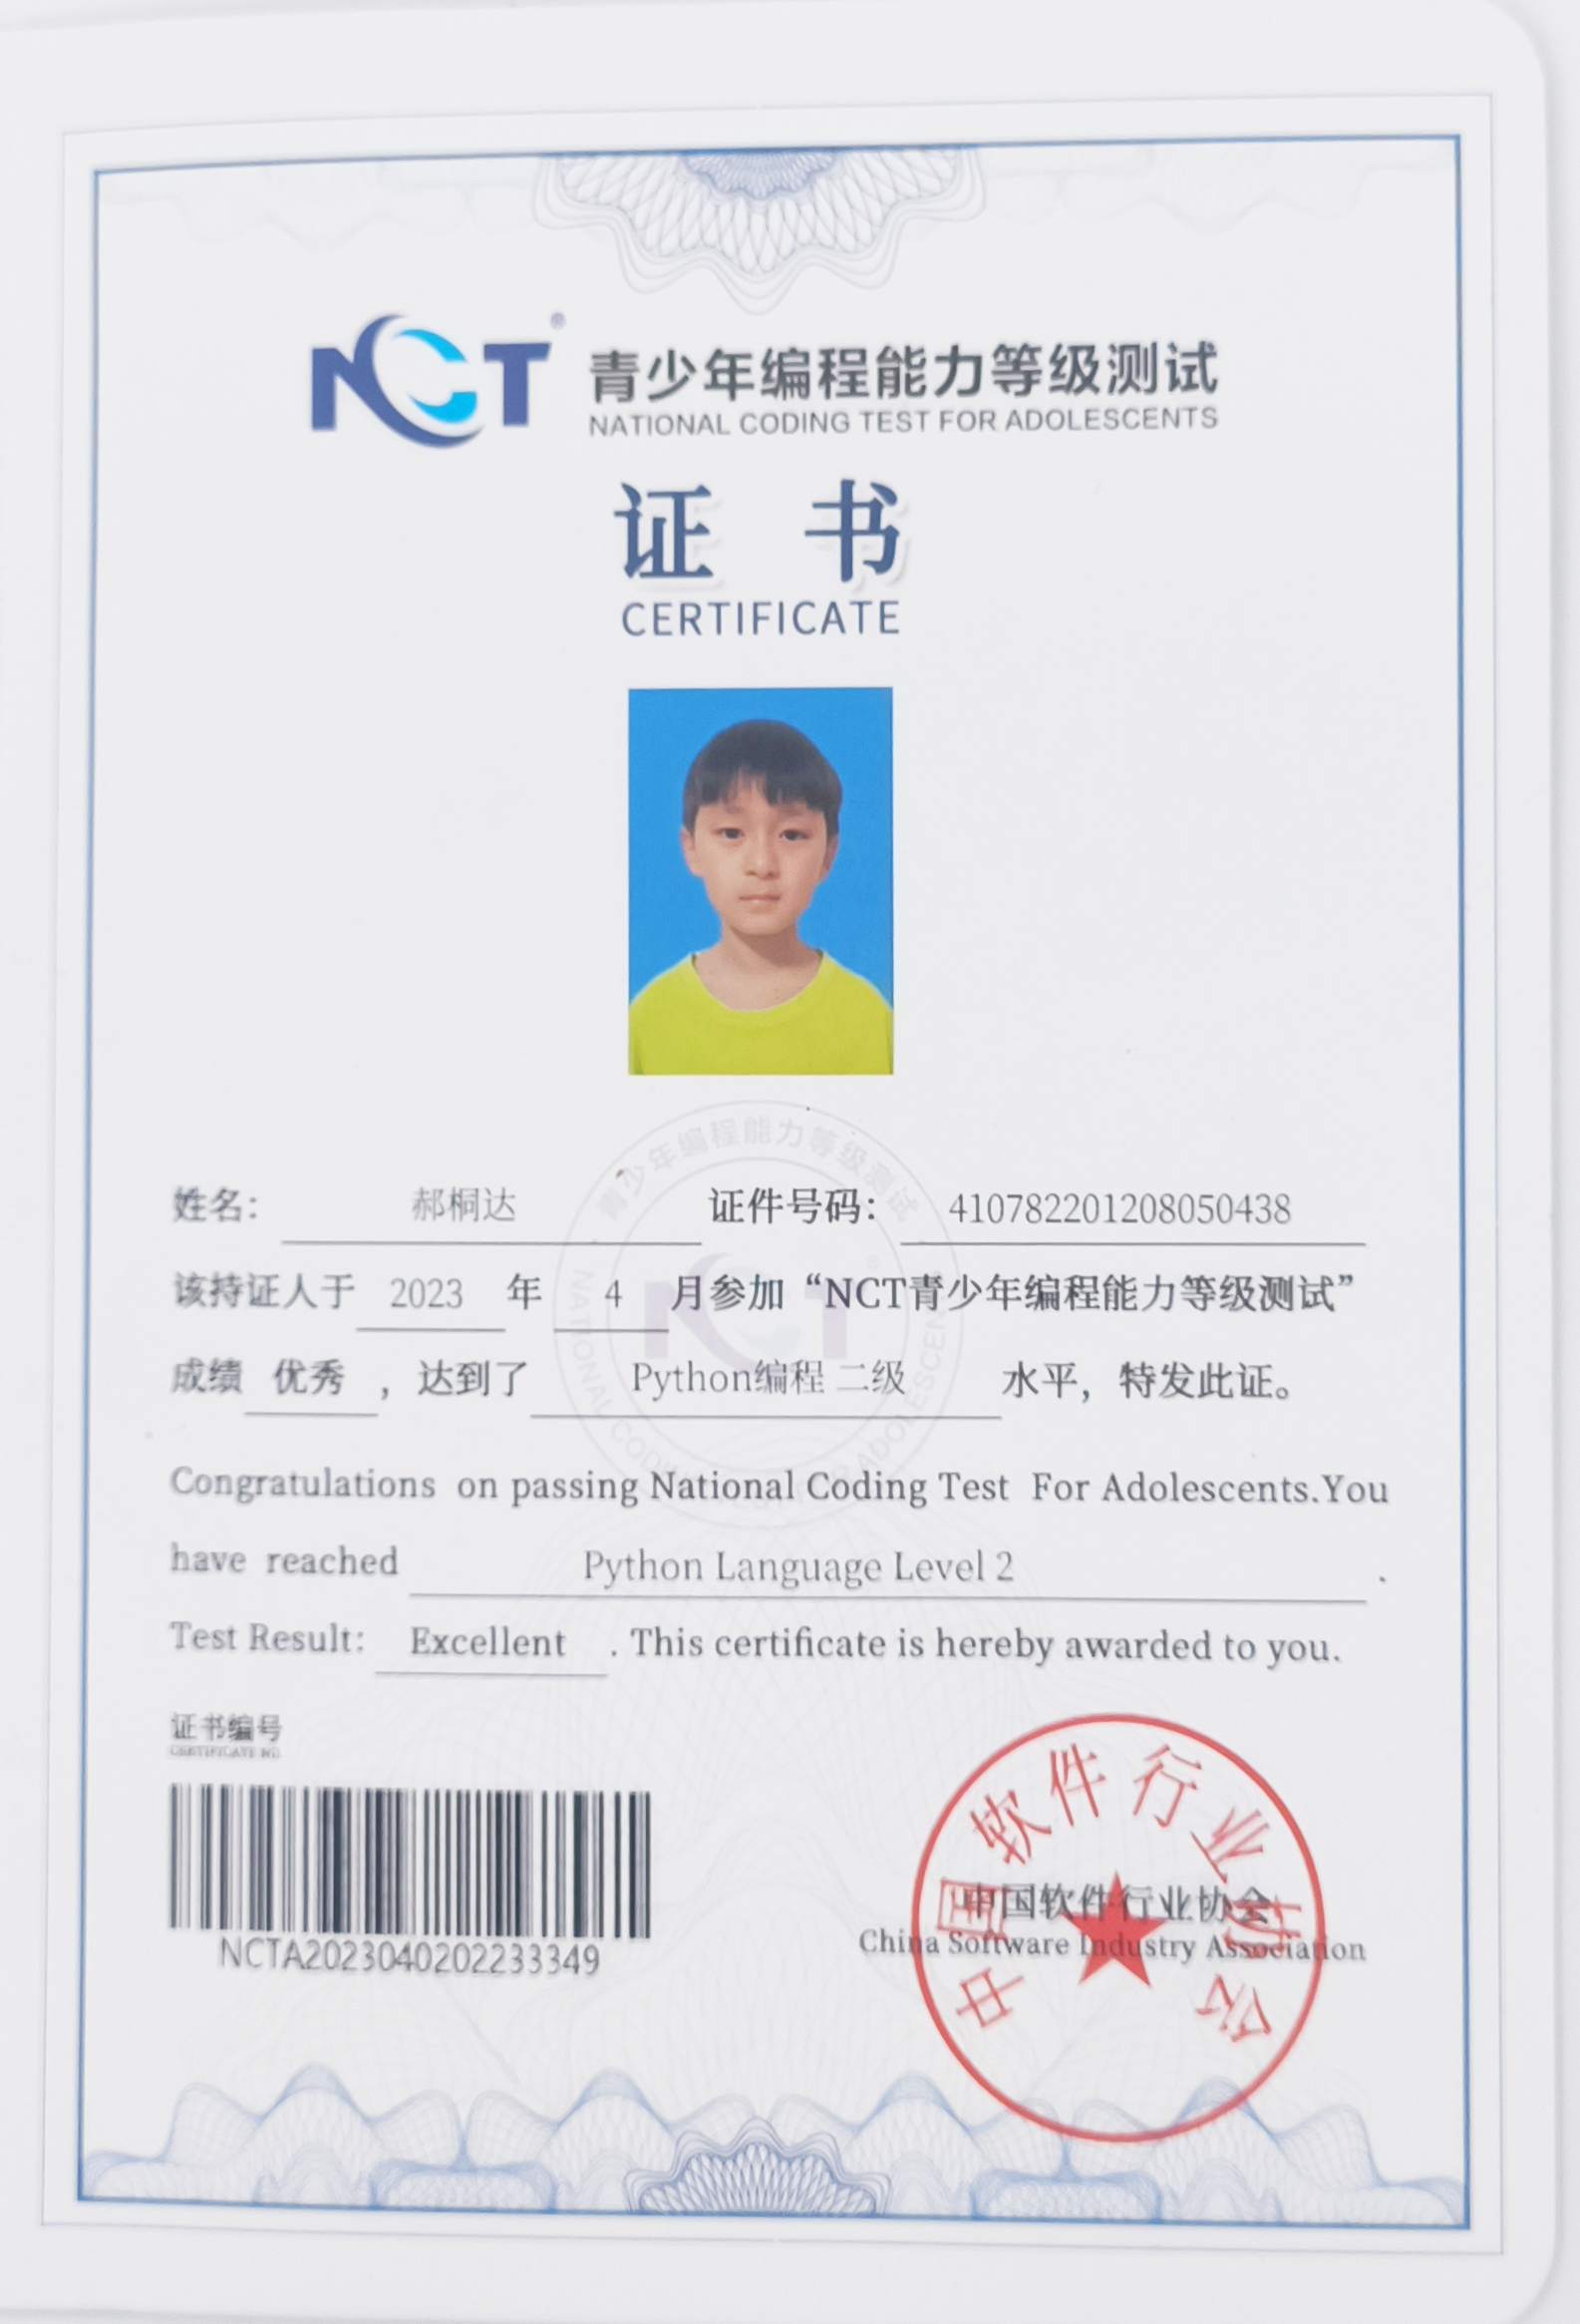 NCT®
青少年编程能力等级测试
NATIONAL CODING TEST FOR ADOLESCENTS
证 书
CERTIFICATE
姓名： 郝桐达 证件号码： 410782201208050438
该持证人于 2023 年 4 月参加“NCT青少年编程能力等级测试”
成绩 优秀 ，达到了 Python编程 二级 水平，特发此证。
Congratulations on passing National Coding Test For Adolescents.You
have reached Python Language Level 2 .
Test Result: Excellent . This certificate is hereby awarded to you.
证书编号
CERTIFICATE NO.
NCTA2023040202233349
中国软件行业协会
China Software Industry Association
中国软件行业协会
青少年编程能力等级测试
NATIONAL CODING TEST FOR ADOLESCENTS
NCT®